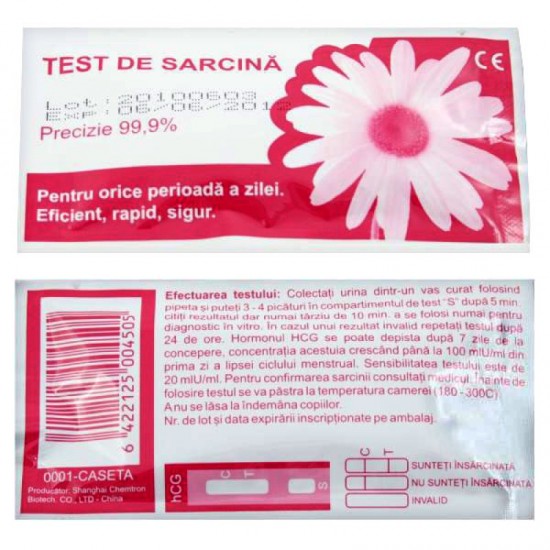 TEST DE SARCINĂ
CE
Lot: 20100603
EXP: 06/06/201
Precizie 99,9%
Pentru orice perioadă a zilei.
Eficient, rapid, sigur.
Efectuarea testului: Colectați urina dintr-un vas curat folosind
pipeta și puteți 3 - 4 picături în compartimentul de test "S" după 5 min.
citiți rezultatul dar numai târziu de 10 min. a se folosi numai pentru
diagnostic în vitro. În cazul unui rezultat invalid repetați testul după
24 de ore. Hormonul HCG se poate depista după 7 zile de la
concepere, concentrația acestuia crescând până la 100 mIU/ml din
prima zi a lipsei ciclului menstrual. Sensibilitatea testului este de
20 mIU/ml. Pentru confirmarea sarcinii consultați medicul. Înainte de
folosire testul se va păstra la temperatura camerei (180 -300C)
A nu se lăsa la îndemâna copiilor.
Nr. de lot și data expirării inscripționate pe ambalaj.
6 422125 004505
0001-CASETA
Producator: Shanghai Chemtron
Biotech. CO., LTD - China
hCG
C T S
C T
SUNTEȚI ÎNSĂRCINATĂ
NU SUNTEȚI ÎNSĂRCINATĂ
INVALID